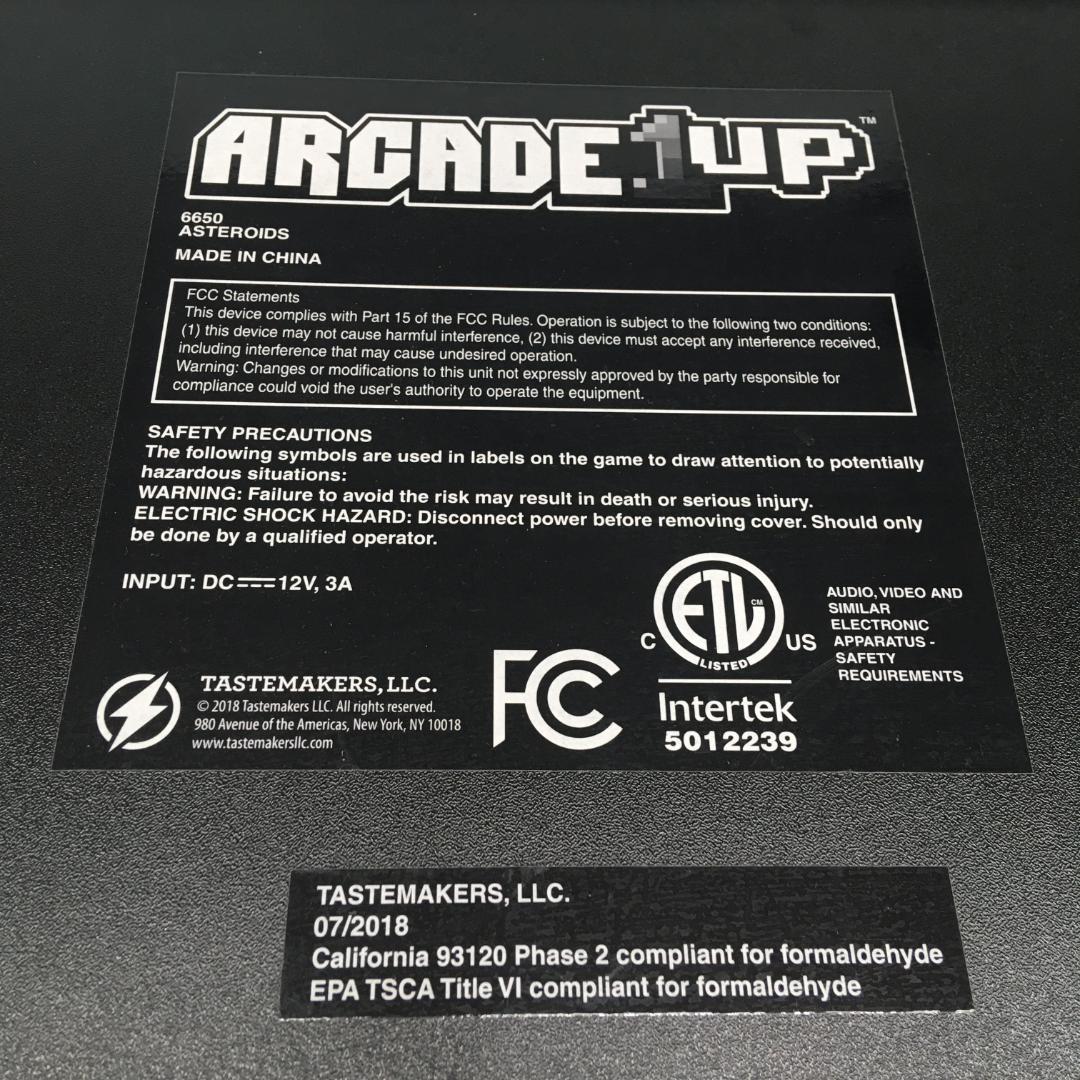 ARCADE1UP™
6650
ASTEROIDS
MADE IN CHINA
FCC Statements
This device complies with Part 15 of the FCC Rules. Operation is subject to the following two conditions:
(1) this device may not cause harmful interference, (2) this device must accept any interference received,
including interference that may cause undesired operation.
Warning: Changes or modifications to this unit not expressly approved by the party responsible for
compliance could void the user's authority to operate the equipment.
SAFETY PRECAUTIONS
The following symbols are used in labels on the game to draw attention to potentially
hazardous situations:
WARNING: Failure to avoid the risk may result in death or serious injury.
ELECTRIC SHOCK HAZARD: Disconnect power before removing cover. Should only
be done by a qualified operator.
INPUT: DC⎓12V, 3A
TASTEMAKERS, LLC.
© 2018 Tastemakers LLC. All rights reserved.
980 Avenue of the Americas, New York, NY 10018
www.tastemakersllc.com
FC
C ETL CM US
LISTED
Intertek
5012239
AUDIO, VIDEO AND
SIMILAR
ELECTRONIC
APPARATUS -
SAFETY
REQUIREMENTS
TASTEMAKERS, LLC.
07/2018
California 93120 Phase 2 compliant for formaldehyde
EPA TSCA Title VI compliant for formaldehyde